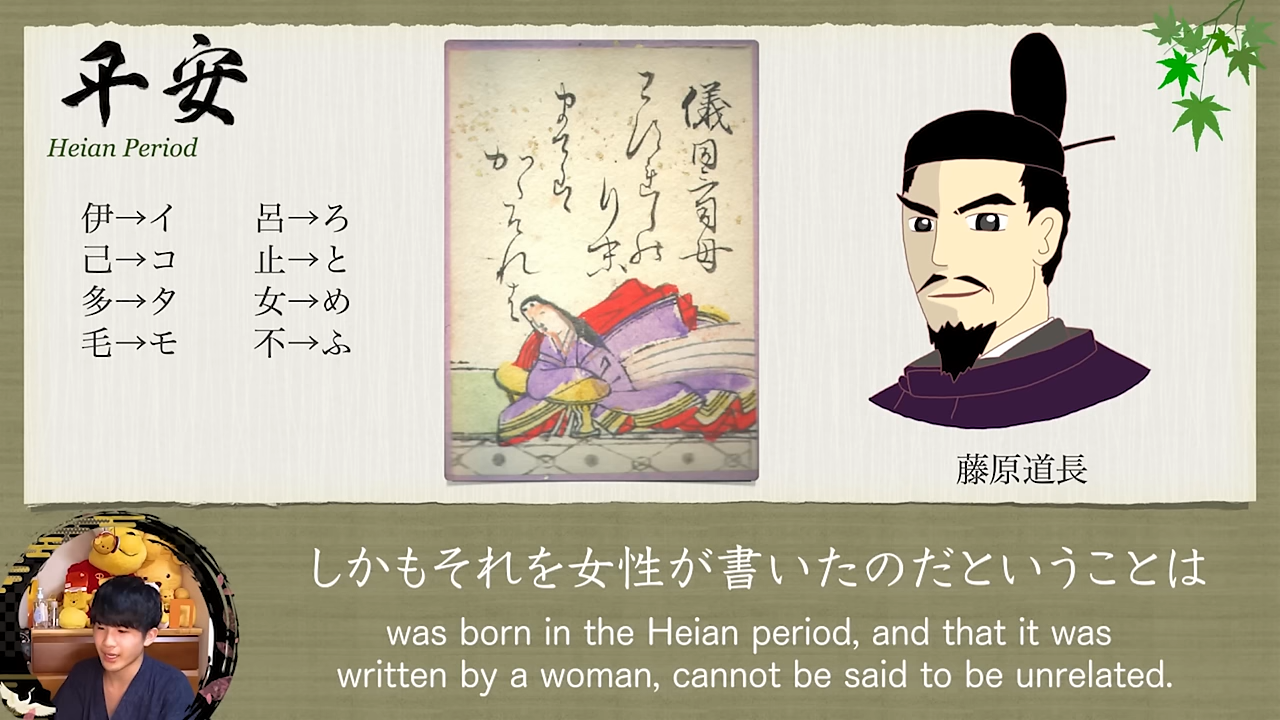 平安
Heian Period
伊→イ
己→コ
多→タ
毛→モ
呂→ろ
止→と
女→め
不→ふ
儀同三司母
藤原道長
しかもそれを女性が書いたのだということは
was born in the Heian period, and that it was
written by a woman, cannot be said to be unrelated.